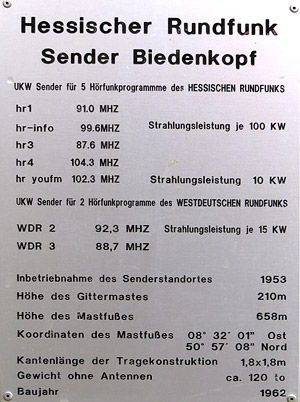 Hessischer Rundfunk
Sender Biedenkopf
UKW Sender für 5 Hörfunkprogrammme des HESSISCHEN RUNDFUNKS
hr1 91.0 MHZ
hr-info 99.6MHZ Strahlungsleistung je 100 KW
hr3 87.6 MHZ
hr4 104.3 MHZ
hr youfm 102.3 MHZ Strahlungsleistung 10 KW
UKW Sender für 2 Hörfunkprogramme des WESTDEUTSCHEN RUNDFUNKS
WDR 2 92,3 MHZ Strahlungsleistung je 15 KW
WDR 3 88,7 MHZ
Inbetriebnahme des Senderstandortes 1953
Höhe des Gittermastes 210m
Höhe des Mastfußes 658m
Koordinaten des Mastfußes 08° 32′ 01″ Ost
50° 57′ 08″ Nord
Kantenlänge der Tragekonstruktion 1,8x1,8m
Gewicht ohne Antennen ca. 120 to
Baujahr 1962